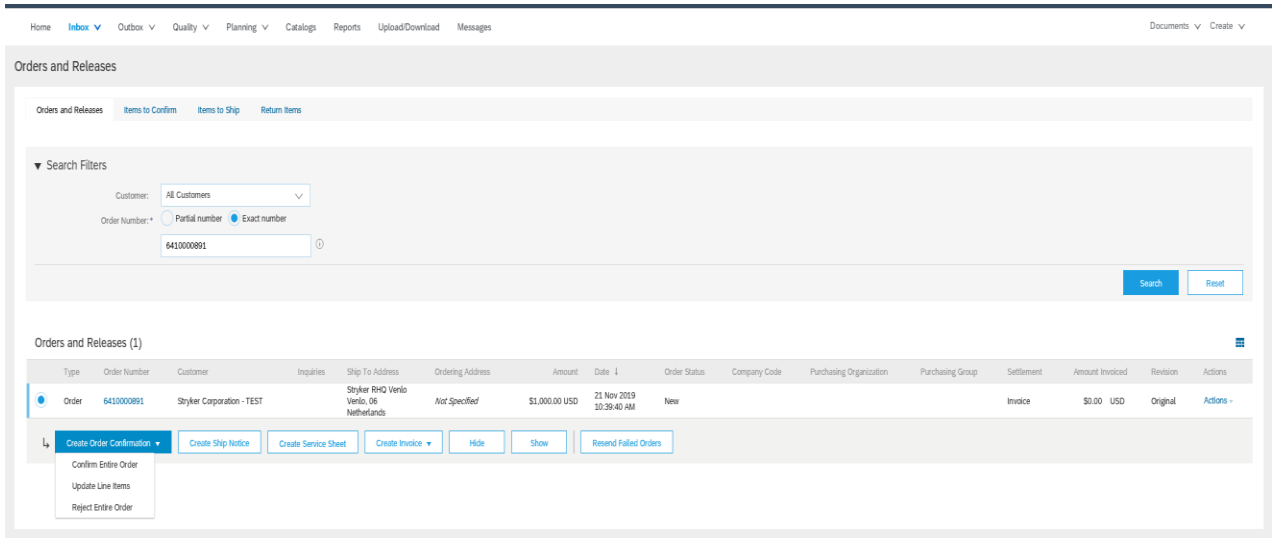 Home Inbox Outbox Quality Planning Catalogs Reports Upload/Download Messages Documents Create
Orders and Releases
Orders and Releases Items to Confirm Items to Ship Return Items
▼ Search Filters
Customer: All Customers
Order Number:* Partial number Exact number
6410000891
Search Reset
Orders and Releases (1)
Type Order Number Customer Inquiries Ship To Address Ordering Address Amount Date ↓ Order Status Company Code Purchasing Organization Purchasing Group Settlement Amount Invoiced Revision Actions
Order 6410000891 Stryker Corporation - TEST Stryker RHQ Venlo Venlo, 06 Netherlands Not Specified $1,000.00 USD 21 Nov 2019 10:39:40 AM New Invoice $0.00 USD Original Actions
Create Order Confirmation ▼ Create Ship Notice Create Service Sheet Create Invoice ▼ Hide Show Resend Failed Orders
Confirm Entire Order
Update Line Items
Reject Entire Order